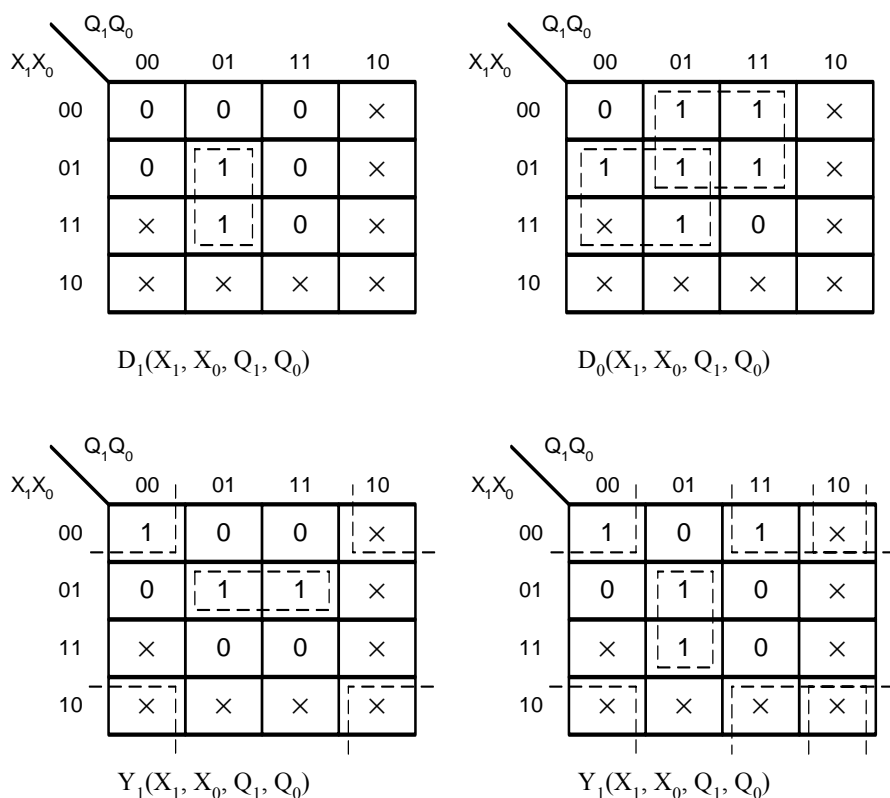 Q₁Q₀
X₁X₀ 00 01 11 10
00 0 0 0 ×
01 0 1 0 ×
11 × 1 0 ×
10 × × × ×
D₁(X₁, X₀, Q₁, Q₀)
Q₁Q₀
X₁X₀ 00 01 11 10
00 0 1 1 ×
01 1 1 1 ×
11 × 1 0 ×
10 × × × ×
D₀(X₁, X₀, Q₁, Q₀)
Q₁Q₀
X₁X₀ 00 01 11 10
00 1 0 0 ×
01 0 1 1 ×
11 × 0 0 ×
10 × × × ×
Y₁(X₁, X₀, Q₁, Q₀)
Q₁Q₀
X₁X₀ 00 01 11 10
00 1 0 1 ×
01 0 1 0 ×
11 × 1 0 ×
10 × × × ×
Y₁(X₁, X₀, Q₁, Q₀)